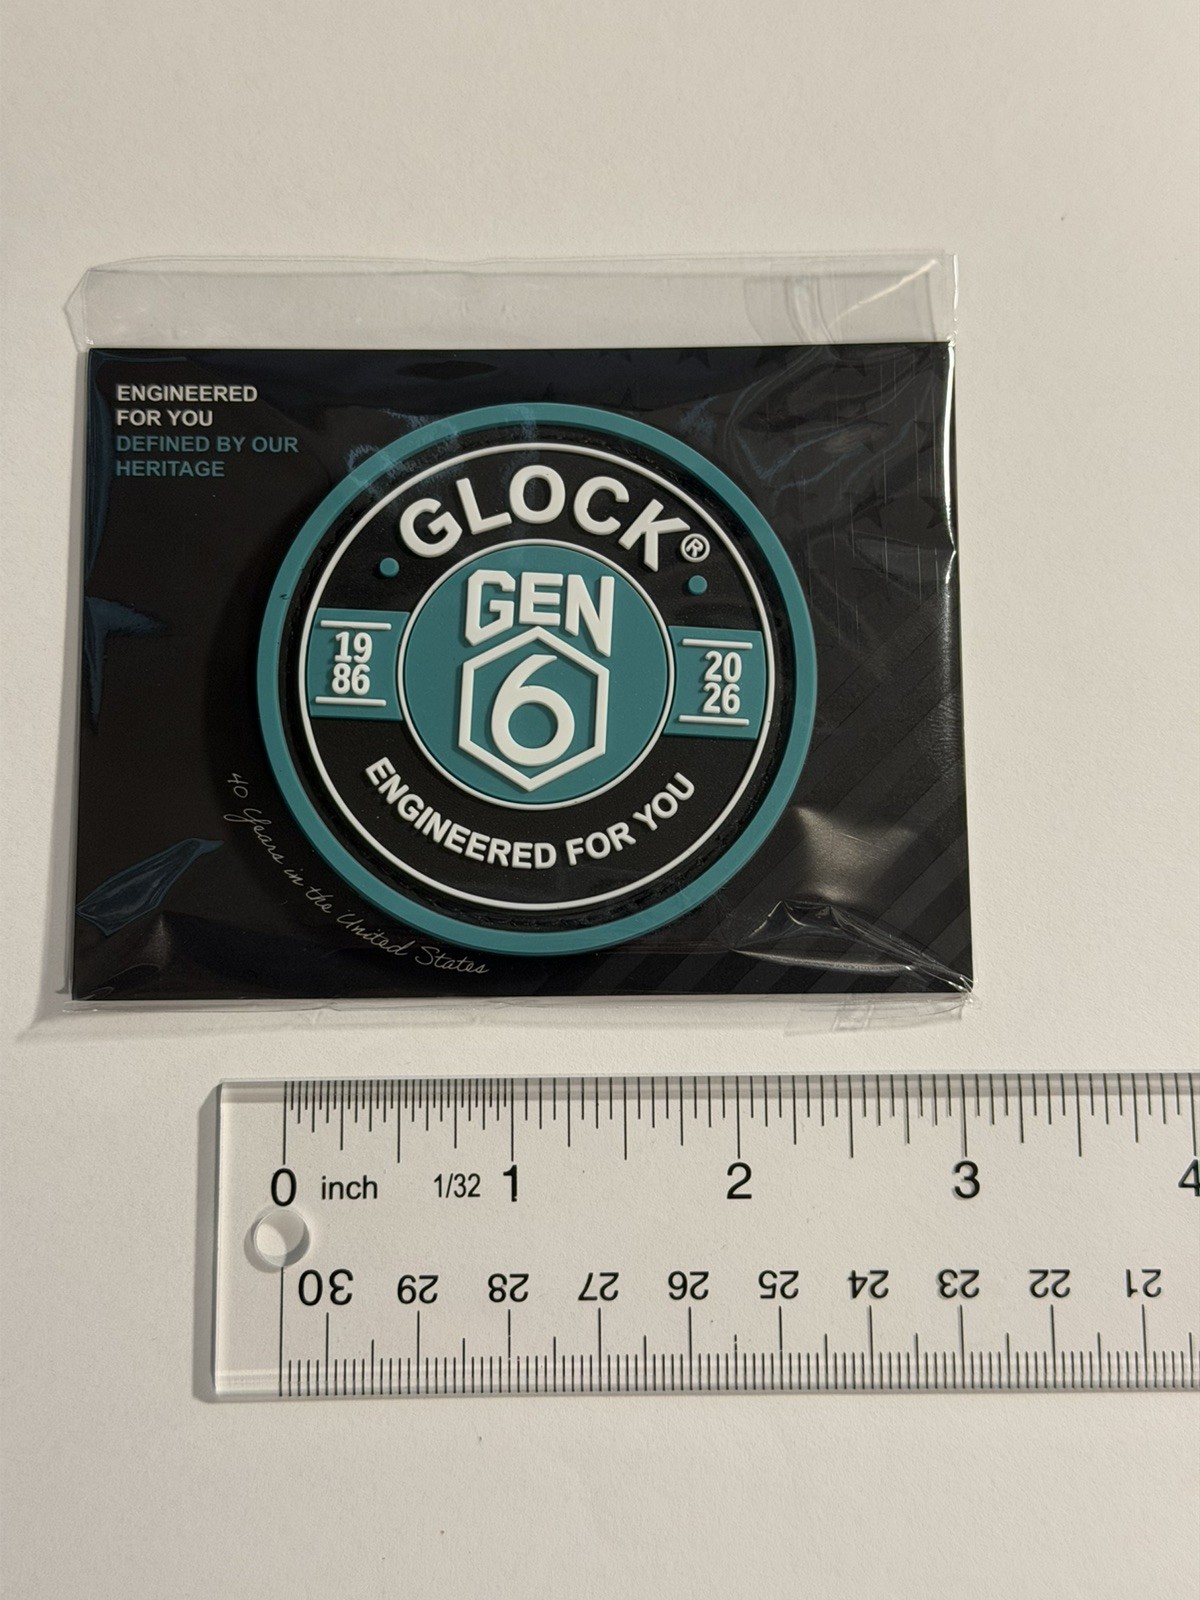 ENGINEERED
FOR YOU
DEFINED BY OUR
HERITAGE
GLOCK®
GEN
6
19
86
20
26
ENGINEERED FOR YOU
40 Years in the United States
0 inch 1/32 1 2 3 4
30 29 28 27 26 25 24 23 22 21